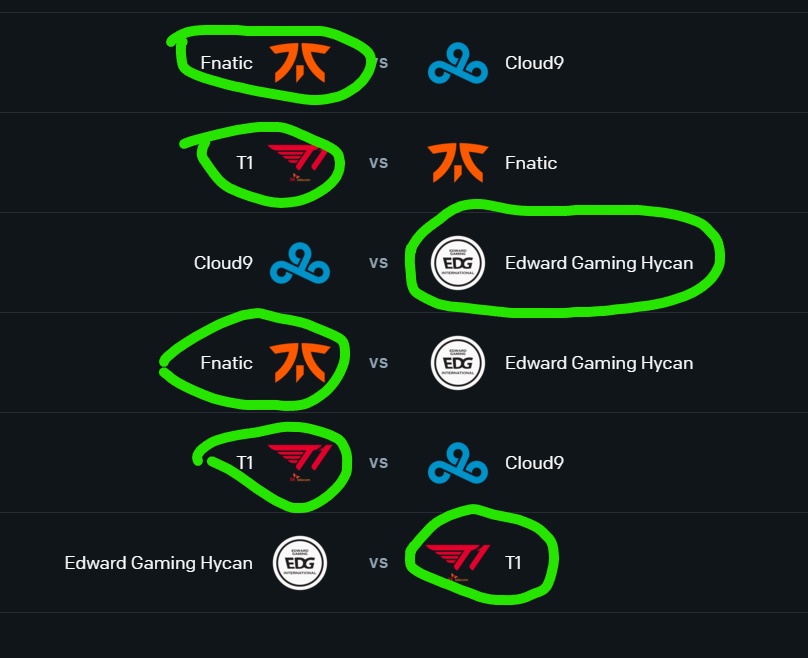 Fnatic vs Cloud9
T1 vs Fnatic
Cloud9 vs EDWARD GAMING EDG INTERNATIONAL Edward Gaming Hycan
Fnatic vs EDWARD GAMING EDG INTERNATIONAL Edward Gaming Hycan
T1 vs Cloud9
Edward Gaming Hycan EDWARD GAMING EDG INTERNATIONAL vs T1